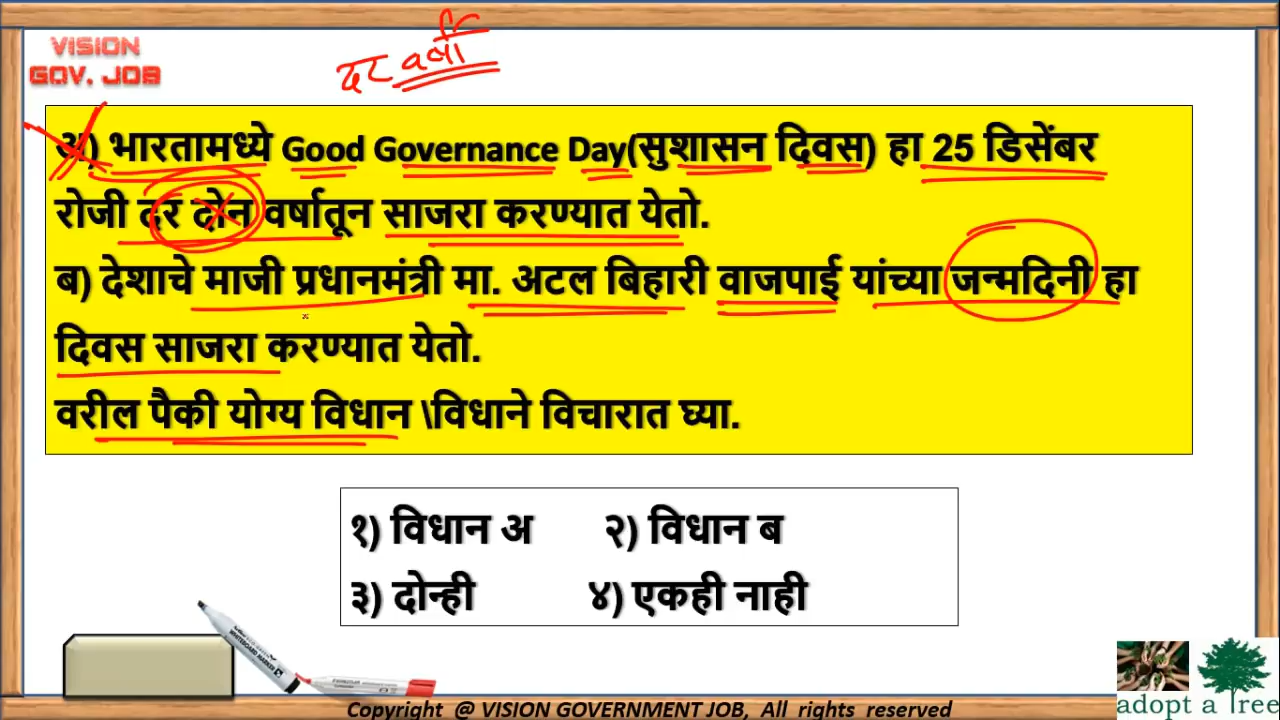 VISION
GOV. JOB
दर वर्षी
अ) भारतामध्ये Good Governance Day(सुशासन दिवस) हा 25 डिसेंबर
रोजी दर दोन वर्षातून साजरा करण्यात येतो.
ब) देशाचे माजी प्रधानमंत्री मा. अटल बिहारी वाजपाई यांच्या जन्मदिनी हा
दिवस साजरा करण्यात येतो.
वरील पैकी योग्य विधान \विधाने विचारात घ्या.
१) विधान अ २) विधान ब
३) दोन्ही ४) एकही नाही
WHITEBOARD MARKER
adopt a Tree
Copyright @ VISION GOVERNMENT JOB, All rights reserved